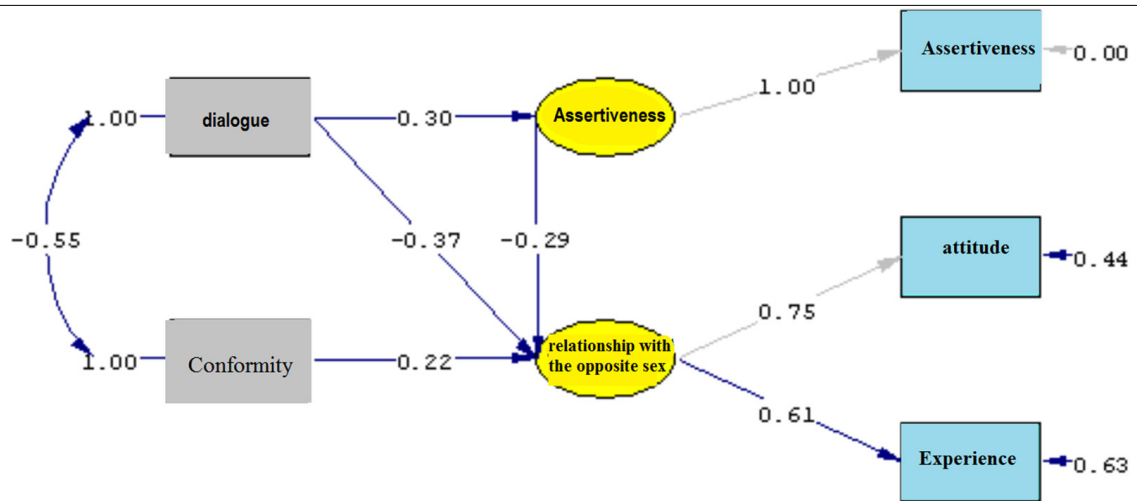 Assertiveness
0.00
1.00
1.00
dialogue
0.30
Assertiveness
-0.55
-0.37
-0.29
attitude
0.44
0.75
1.00
Conformity
0.22
relationship with
the opposite sex
0.61
Experience
0.63